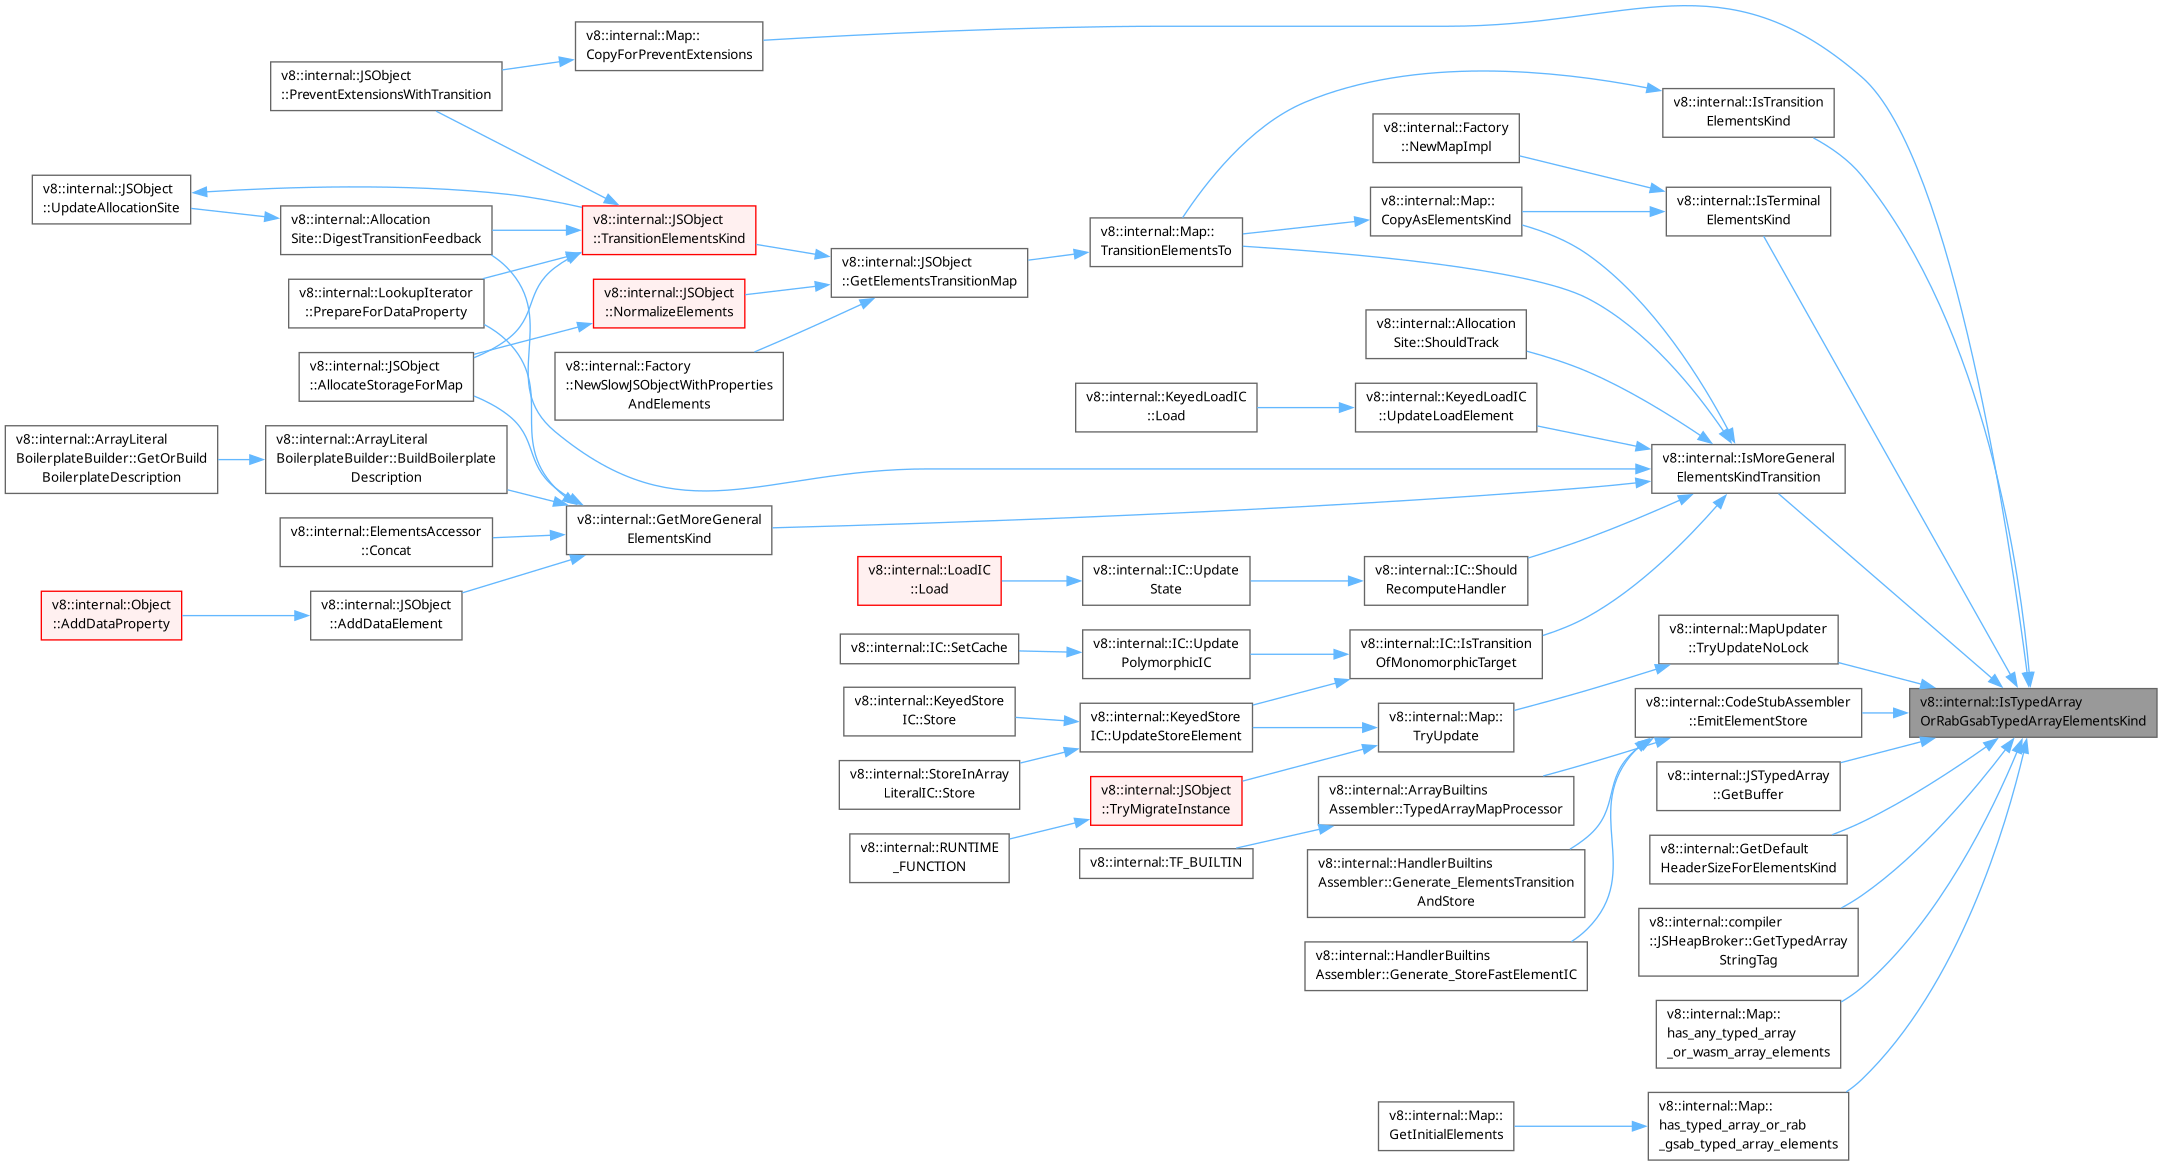 v8::internal::Map::
CopyForPreventExtensions
v8::internal::JSObject
::PreventExtensionsWithTransition
v8::internal::IsTransition
ElementsKind
v8::internal::Factory
::NewMapImpl
v8::internal::JSObject
::UpdateAllocationSite
v8::internal::Allocation
Site::DigestTransitionFeedback
v8::internal::JSObject
::TransitionElementsKind
v8::internal::Map::
CopyAsElementsKind
v8::internal::IsTerminal
ElementsKind
v8::internal::Map::
TransitionElementsTo
v8::internal::JSObject
::GetElementsTransitionMap
v8::internal::LookupIterator
::PrepareForDataProperty
v8::internal::JSObject
::NormalizeElements
v8::internal::Allocation
Site::ShouldTrack
v8::internal::JSObject
::AllocateStorageForMap
v8::internal::Factory
::NewSlowJSObjectWithProperties
AndElements
v8::internal::KeyedLoadIC
::Load
v8::internal::KeyedLoadIC
::UpdateLoadElement
v8::internal::ArrayLiteral
BoilerplateBuilder::GetOrBuild
BoilerplateDescription
v8::internal::ArrayLiteral
BoilerplateBuilder::BuildBoilerplate
Description
v8::internal::IsMoreGeneral
ElementsKindTransition
v8::internal::GetMoreGeneral
ElementsKind
v8::internal::ElementsAccessor
::Concat
v8::internal::LoadIC
::Load
v8::internal::IC::Update
State
v8::internal::IC::Should
RecomputeHandler
v8::internal::Object
::AddDataProperty
v8::internal::JSObject
::AddDataElement
v8::internal::IC::SetCache
v8::internal::IC::Update
PolymorphicIC
v8::internal::IC::IsTransition
OfMonomorphicTarget
v8::internal::MapUpdater
::TryUpdateNoLock
v8::internal::KeyedStore
IC::Store
v8::internal::KeyedStore
IC::UpdateStoreElement
v8::internal::Map::
TryUpdate
v8::internal::CodeStubAssembler
::EmitElementStore
v8::internal::IsTypedArray
OrRabGsabTypedArrayElementsKind
v8::internal::StoreInArray
LiteralIC::Store
v8::internal::JSObject
::TryMigrateInstance
v8::internal::ArrayBuiltins
Assembler::TypedArrayMapProcessor
v8::internal::JSTypedArray
::GetBuffer
v8::internal::RUNTIME
_FUNCTION
v8::internal::TF_BUILTIN
v8::internal::HandlerBuiltins
Assembler::Generate_ElementsTransition
AndStore
v8::internal::GetDefault
HeaderSizeForElementsKind
v8::internal::compiler
::JSHeapBroker::GetTypedArray
StringTag
v8::internal::HandlerBuiltins
Assembler::Generate_StoreFastElementIC
v8::internal::Map::
has_any_typed_array
_or_wasm_array_elements
v8::internal::Map::
GetInitialElements
v8::internal::Map::
has_typed_array_or_rab
_gsab_typed_array_elements